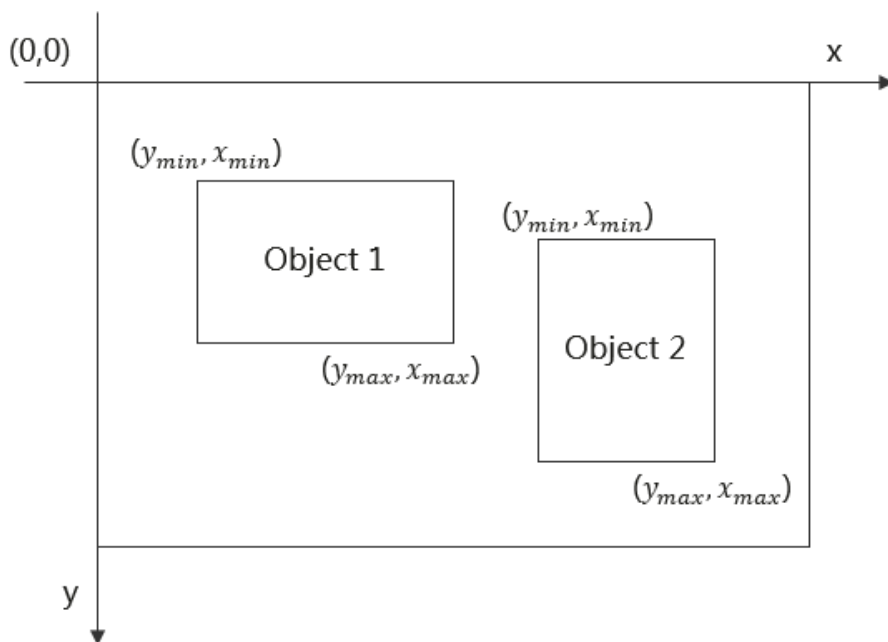 (0,0)
x
(y_min, x_min)
(y_min, x_min)
Object 1
Object 2
(y_max, x_max)
(y_max, x_max)
y